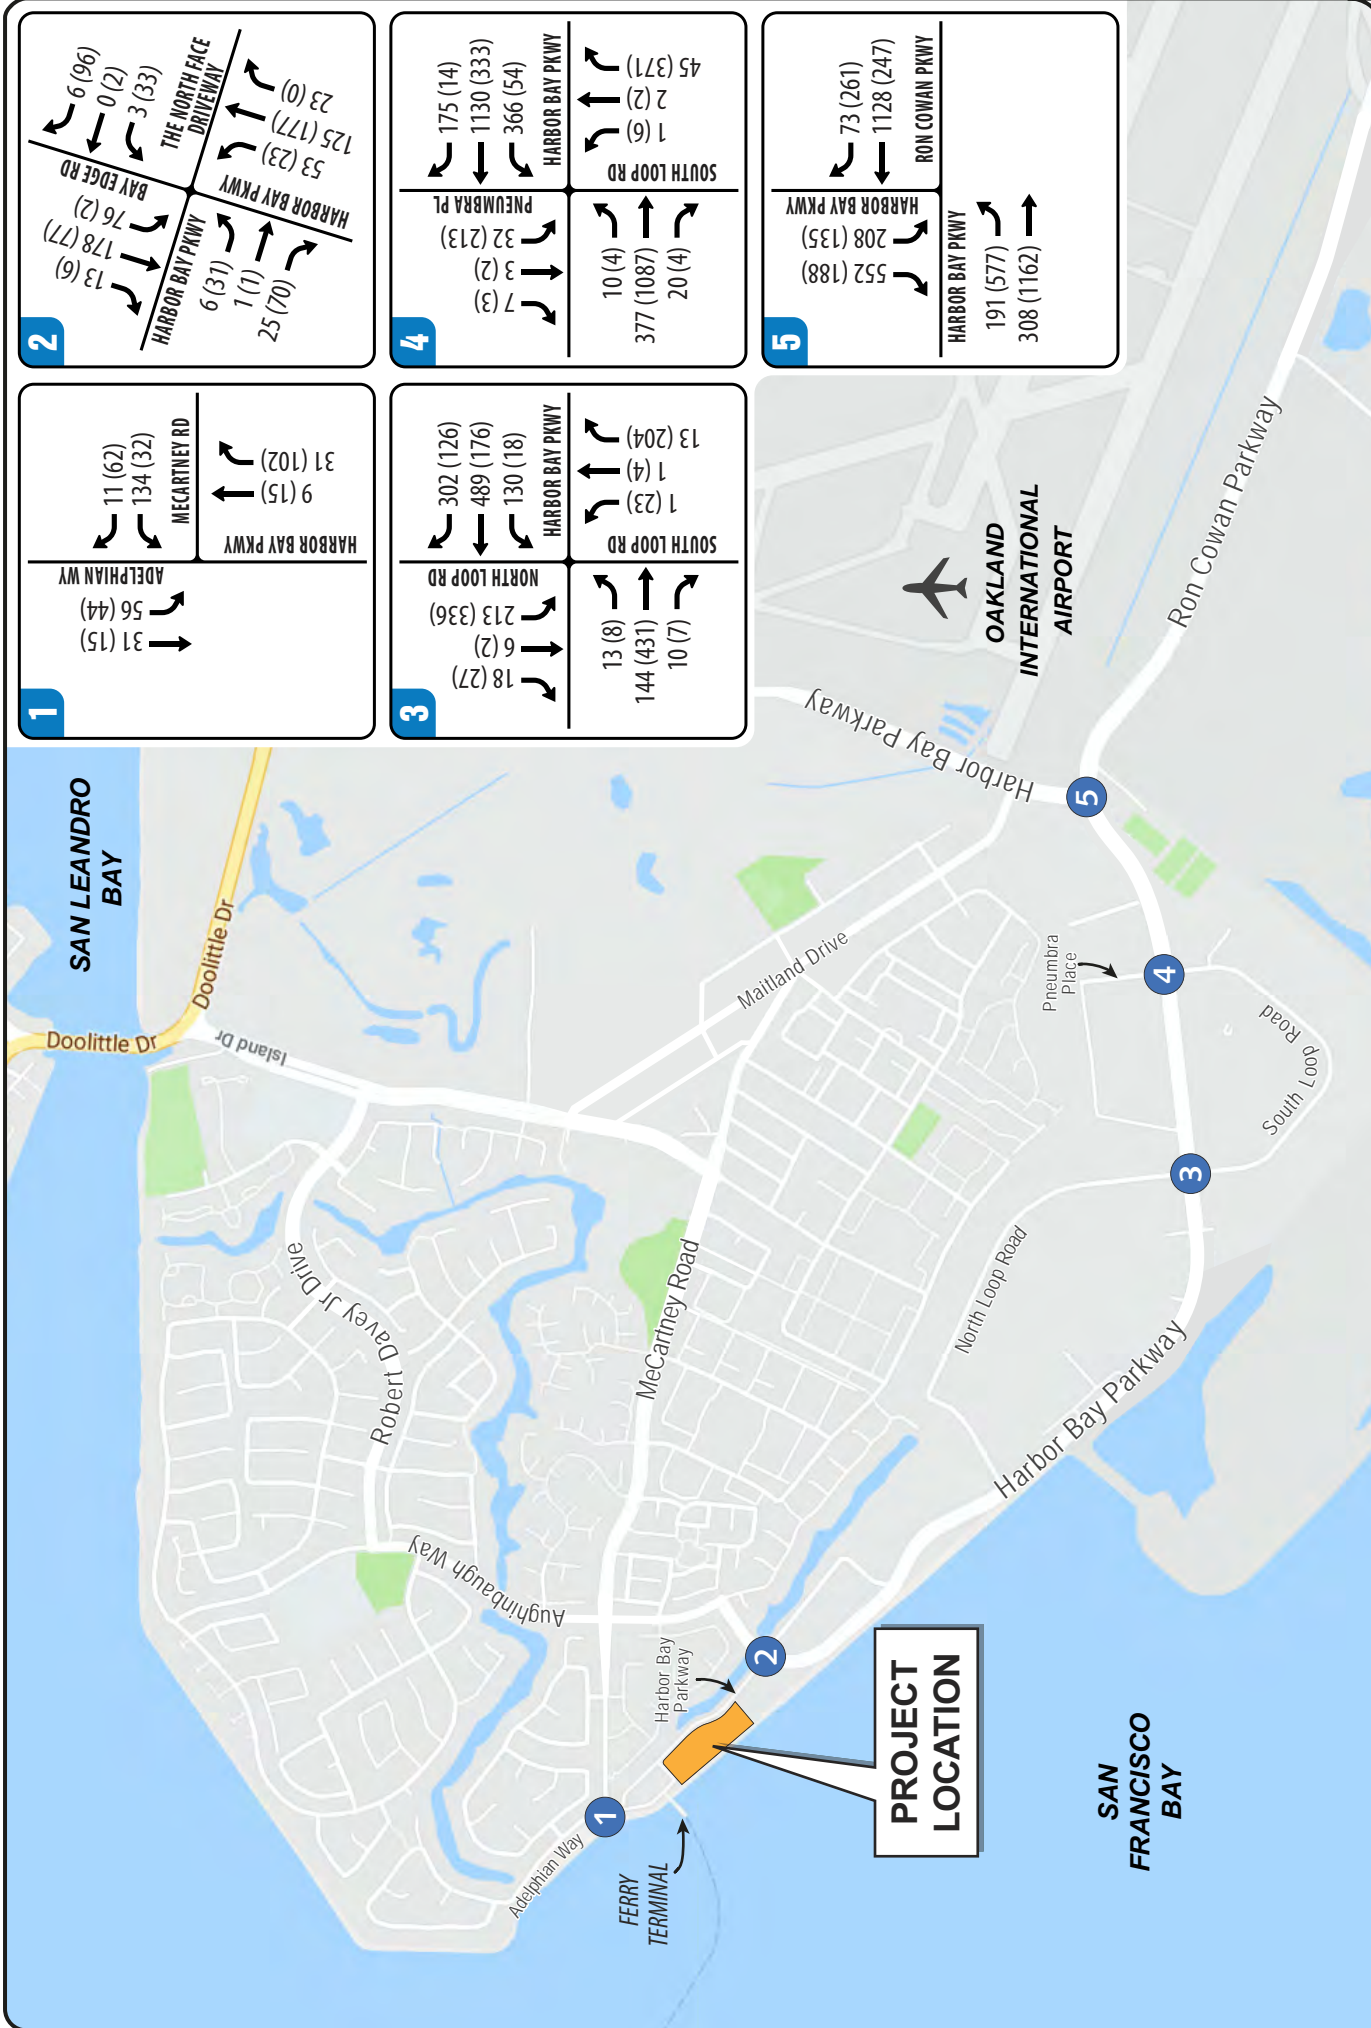 1
ADELPHIAN WY
31 (15)
56 (44)
11 (62)
134 (32)
MECARTNEY RD
HARBOR BAY PKWY
9 (15)
31 (102)
2
BAY EDGE RD
13 (6)
178 (77)
76 (2)
6 (96)
0 (2)
3 (33)
THE NORTH FACE
DRIVEWAY
HARBOR BAY PKWY
6 (31)
1 (1)
25 (70)
HARBOR BAY PKWY
53 (23)
125 (177)
23 (0)
3
NORTH LOOP RD
18 (27)
6 (2)
213 (336)
302 (126)
489 (176)
130 (18)
HARBOR BAY PKWY
13 (8)
144 (431)
10 (7)
SOUTH LOOP RD
1 (23)
1 (4)
13 (204)
4
PNEUMBRA PL
7 (3)
3 (2)
32 (213)
175 (14)
1130 (333)
366 (54)
HARBOR BAY PKWY
10 (4)
377 (1087)
20 (4)
SOUTH LOOP RD
1 (6)
2 (2)
45 (371)
5
HARBOR BAY PKWY
552 (188)
208 (135)
73 (261)
1128 (247)
RON COWAN PKWY
HARBOR BAY PKWY
191 (577)
308 (1162)
SAN LEANDRO
BAY
Doolittle Dr
Doolittle Dr
Island Dr
Robert Davey Jr Drive
Aughinbaugh Way
MeCartney Road
Maitland Drive
Harbor Bay Parkway
OAKLAND
INTERNATIONAL
AIRPORT
Ron Cowan Parkway
Pneumbra
Place
North Loop Road
South Loop Road
Harbor Bay Parkway
Harbor Bay
Parkway
Adelphian Way
FERRY
TERMINAL
1
2
3
4
5
PROJECT
LOCATION
SAN
FRANCISCO
BAY